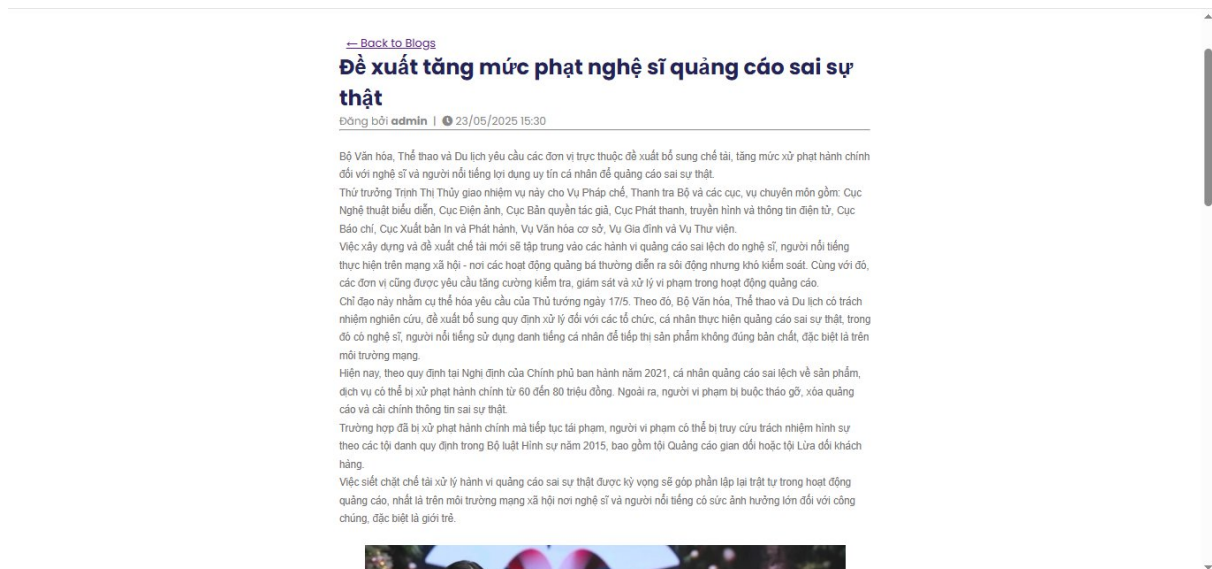 ← Back to Blogs
Đề xuất tăng mức phạt nghệ sĩ quảng cáo sai sự
thật
Đăng bởi admin | 23/05/2025 15:30
Bộ Văn hóa, Thể thao và Du lịch yêu cầu các đơn vị trực thuộc đề xuất bổ sung chế tài, tăng mức xử phạt hành chính
đối với nghệ sĩ và người nổi tiếng lợi dụng uy tín cá nhân để quảng cáo sai sự thật.
Thứ trưởng Trịnh Thị Thủy giao nhiệm vụ này cho Vụ Pháp chế, Thanh tra Bộ và các cục, vụ chuyên môn gồm: Cục
Nghệ thuật biểu diễn, Cục Điện ảnh, Cục Bản quyền tác giả, Cục Phát thanh, truyền hình và thông tin điện tử, Cục
Báo chí, Cục Xuất bản In và Phát hành, Vụ Văn hóa cơ sở, Vụ Gia đình và Vụ Thư viện.
Việc xây dựng và đề xuất chế tài mới sẽ tập trung vào các hành vi quảng cáo sai lệch do nghệ sĩ, người nổi tiếng
thực hiện trên mạng xã hội - nơi các hoạt động quảng bá thường diễn ra sôi động nhưng khó kiểm soát. Cùng với đó,
các đơn vị cũng được yêu cầu tăng cường kiểm tra, giám sát và xử lý vi phạm trong hoạt động quảng cáo.
Chỉ đạo này nhằm cụ thể hóa yêu cầu của Thủ tướng ngày 17/5. Theo đó, Bộ Văn hóa, Thể thao và Du lịch có trách
nhiệm nghiên cứu, đề xuất bổ sung quy định xử lý đối với các tổ chức, cá nhân thực hiện quảng cáo sai sự thật, trong
đó có nghệ sĩ, người nổi tiếng sử dụng danh tiếng cá nhân để tiếp thị sản phẩm không đúng bản chất, đặc biệt là trên
môi trường mạng.
Hiện nay, theo quy định tại Nghị định của Chính phủ ban hành năm 2021, cá nhân quảng cáo sai lệch về sản phẩm,
dịch vụ có thể bị xử phạt hành chính từ 60 đến 80 triệu đồng. Ngoài ra, người vi phạm bị buộc tháo gỡ, xóa quảng
cáo và cải chính thông tin sai sự thật.
Trường hợp đã bị xử phạt hành chính mà tiếp tục tái phạm, người vi phạm có thể bị truy cứu trách nhiệm hình sự
theo các tội danh quy định trong Bộ luật Hình sự năm 2015, bao gồm tội Quảng cáo gian dối hoặc tội Lừa dối khách
hàng.
Việc siết chặt chế tài xử lý hành vi quảng cáo sai sự thật được kỳ vọng sẽ góp phần lập lại trật tự trong hoạt động
quảng cáo, nhất là trên môi trường mạng xã hội nơi nghệ sĩ và người nổi tiếng có sức ảnh hưởng lớn đối với công
chúng, đặc biệt là giới trẻ.